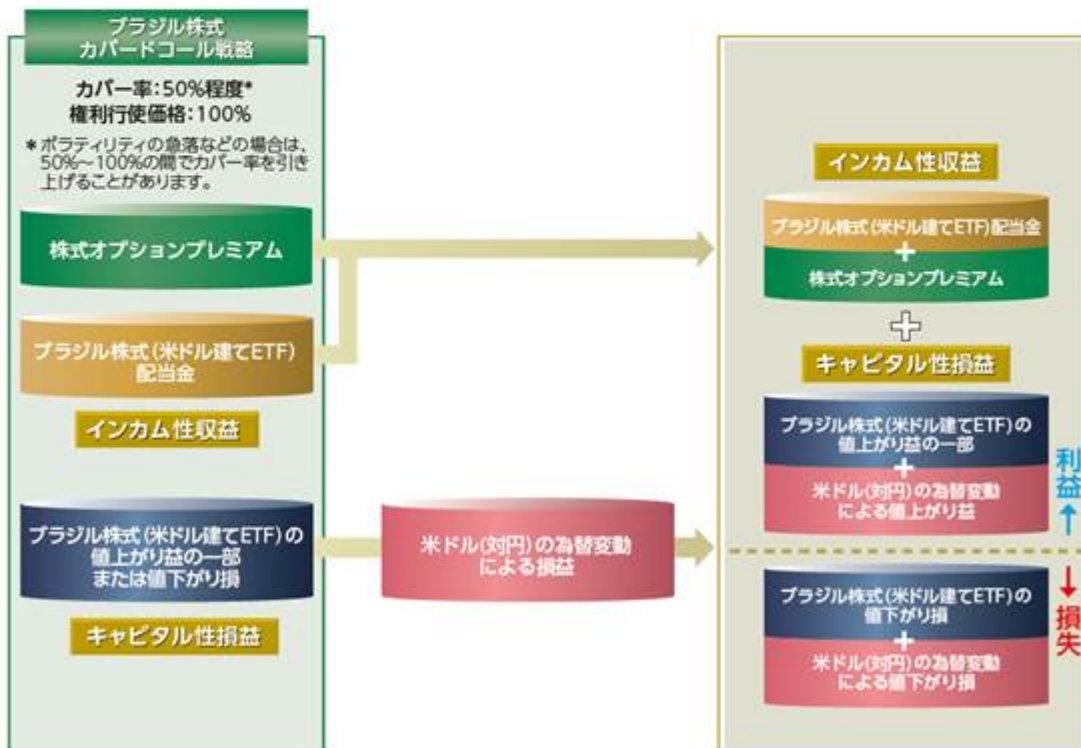 ブラジル株式
カバードコール戦略
カバー率:50%程度*
権利行使価格:100%
*ボラティリティの急落などの場合は、
50%~100%の間でカバー率を引き
上げることがあります。
株式オプションプレミアム
ブラジル株式(米ドル建てETF)
配当金
インカム性収益
ブラジル株式(米ドル建てETF)の
値上がり益の一部
または値下がり損
キャピタル性損益
米ドル(対円)の為替変動
による損益
インカム性収益
ブラジル株式(米ドル建てETF)配当金
+
株式オプションプレミアム
+
キャピタル性損益
ブラジル株式(米ドル建てETF)の
値上がり益の一部
+
米ドル(対円)の為替変動
による値上がり益
利益↑
↓損失
ブラジル株式(米ドル建てETF)の
値下がり損
+
米ドル(対円)の為替変動
による値下がり損